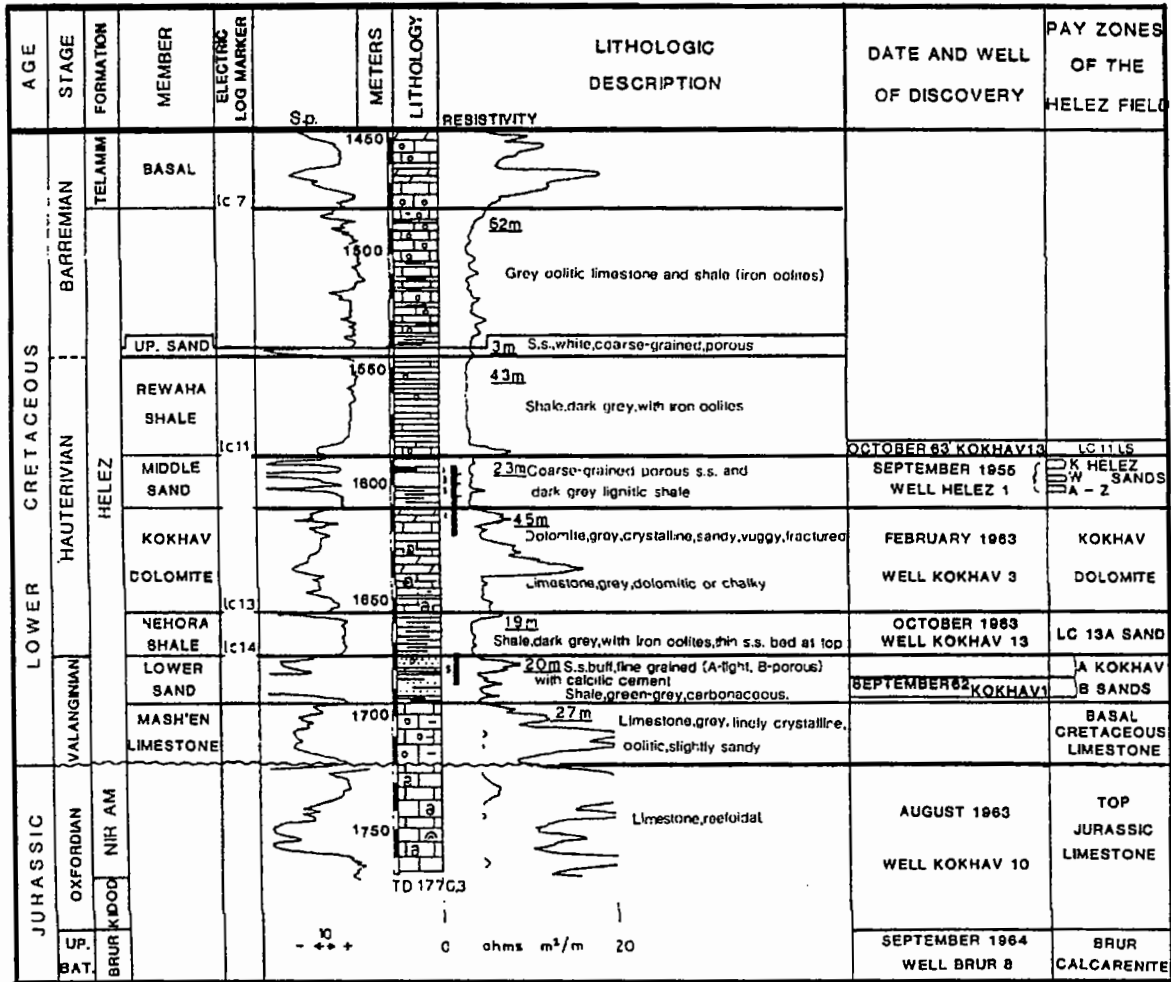 AGE
STAGE
FORMATION
MEMBER
ELECTRIC
LOG MARKER
S.p.
METERS
LITHOLOGY
RESISTIVITY
LITHOLOGIC
DESCRIPTION
DATE AND WELL
OF DISCOVERY
PAY ZONES
OF THE
HELEZ FIELD
LOWER CRETACEOUS
JURASSIC
BARREMIAN
HAUTERIVIAN
VALANGINIAN
OXFORDIAN
UP.
BAT.
TELAMIM
HELEZ
NIR AM
KIDOD
BRUR
BASAL
lc 7
1450
52m
1500
Grey oolitic limestone and shale (iron oolites)
UP. SAND
3m S.s.,white,coarse-grained,porous
1550
REWAHA
SHALE
43m
Shale,dark grey,with iron oolites
lc11
OCTOBER 63 KOKHAV13
LC 11 LS
MIDDLE
SAND
1600
23m Coarse-grained porous s.s. and
dark grey lignitic shale
SEPTEMBER 1955
WELL HELEZ 1
K HELEZ
W SANDS
A - Z
KOKHAV
DOLOMITE
45m
Dolomite,grey,crystalline,sandy,vuggy,fractured
Limestone,grey,dolomitic or chalky
FEBRUARY 1963
WELL KOKHAV 3
KOKHAV
DOLOMITE
lc13
1650
NEHORA
SHALE
19m
Shale,dark grey,with iron oolites,thin s.s. bed at top
OCTOBER 1963
WELL KOKHAV 13
LC 13A SAND
lc14
LOWER
SAND
20m S.s.buff,fine grained (A-tight, B-porous)
with calcitic cement
Shale,green-grey,carbonaceous.
SEPTEMBER62 KOKHAV1
A KOKHAV
B SANDS
MASH'EN
LIMESTONE
1700
27m
Limestone,grey,finely crystalline,
oolitic,slightly sandy
BASAL
CRETACEOUS
LIMESTONE
1750
Limestone,reefoidal
AUGUST 1963
WELL KOKHAV 10
TOP
JURASSIC
LIMESTONE
TD 1770,3
10
- +
0 ohms m²/m 20
SEPTEMBER 1964
WELL BRUR 8
BRUR
CALCARENITE